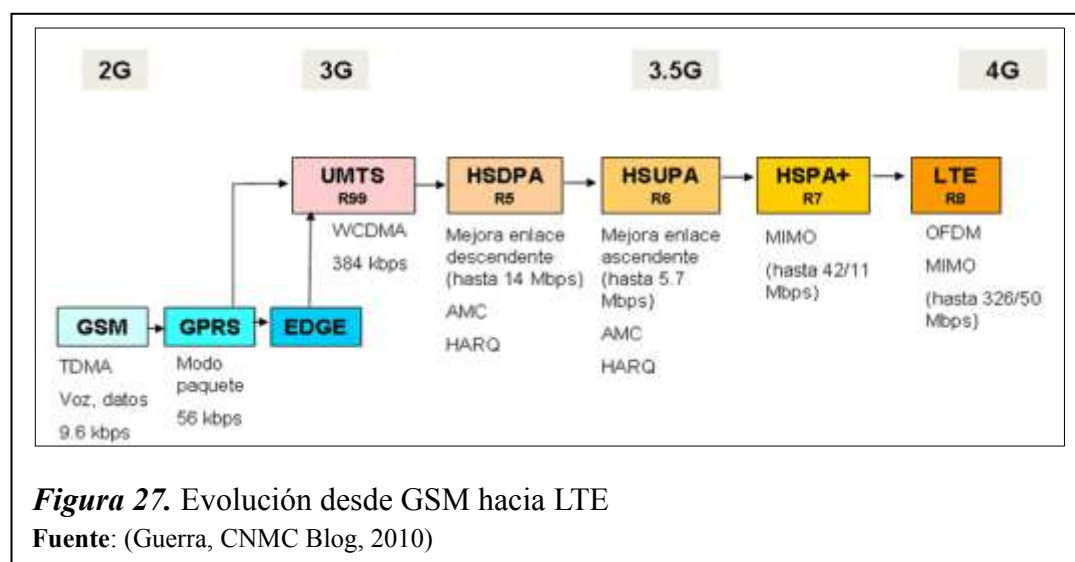 2G
3G
3.5G
4G
UMTS
R99
WCDMA
384 kbps
HSDPA
R5
Mejora enlace
descendente
(hasta 14 Mbps)
AMC
HARQ
HSUPA
R6
Mejora enlace
ascendente
(hasta 5.7
Mbps)
AMC
HARQ
HSPA+
R7
MIMO
(hasta 42/11
Mbps)
LTE
R8
OFDM
MIMO
(hasta 326/50
Mbps)
GSM
TDMA
Voz, datos
9.6 kbps
GPRS
Modo
paquete
56 kbps
EDGE
Figura 27. Evolución desde GSM hacia LTE
Fuente: (Guerra, CNMC Blog, 2010)